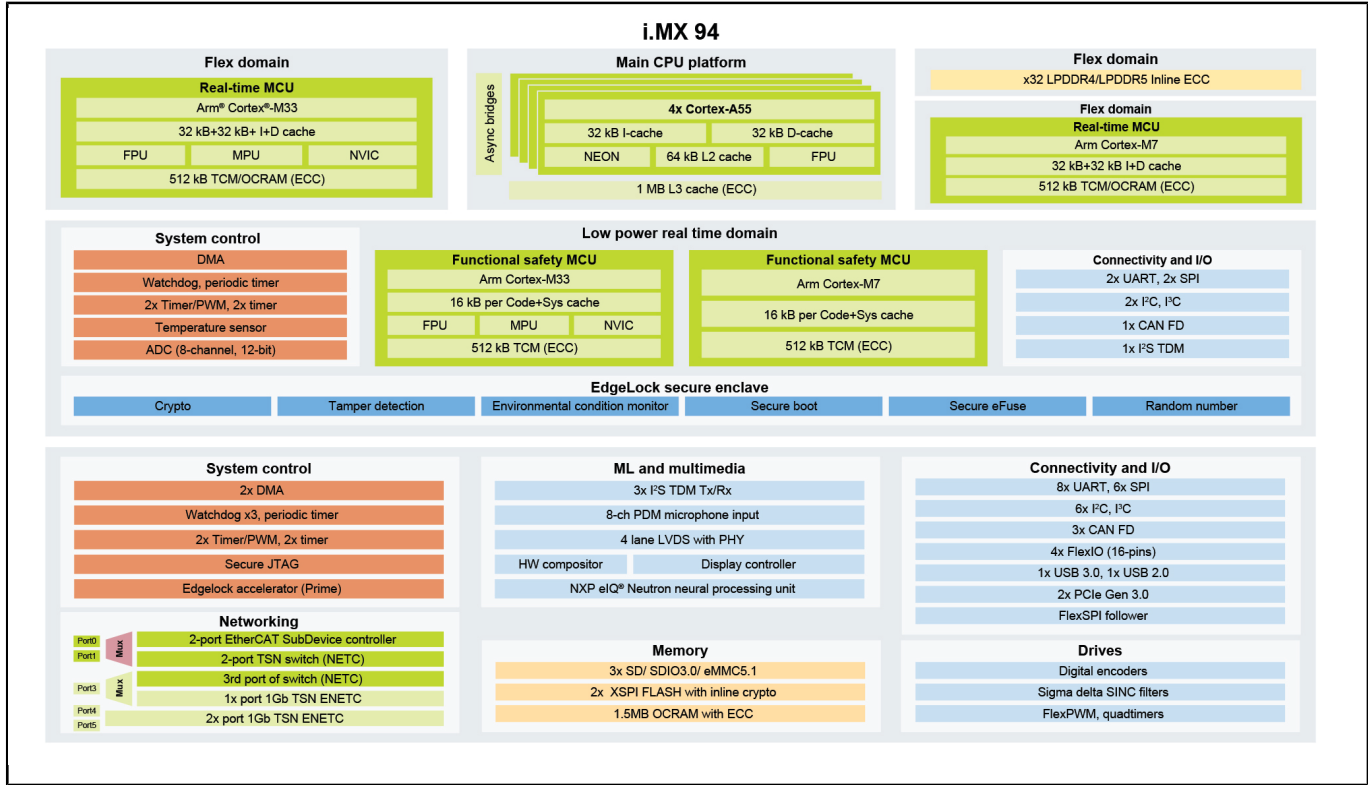 i.MX 94
Flex domain
Real-time MCU
Arm® Cortex®-M33
32 kB+32 kB+ I+D cache
FPU
MPU
NVIC
512 kB TCM/OCRAM (ECC)
Main CPU platform
Async bridges
4x Cortex-A55
32 kB I-cache
32 kB D-cache
NEON
64 kB L2 cache
FPU
1 MB L3 cache (ECC)
Flex domain
x32 LPDDR4/LPDDR5 Inline ECC
Flex domain
Real-time MCU
Arm Cortex-M7
32 kB+32 kB I+D cache
512 kB TCM/OCRAM (ECC)
Low power real time domain
System control
DMA
Watchdog, periodic timer
2x Timer/PWM, 2x timer
Temperature sensor
ADC (8-channel, 12-bit)
Functional safety MCU
Arm Cortex-M33
16 kB per Code+Sys cache
FPU
MPU
NVIC
512 kB TCM (ECC)
Functional safety MCU
Arm Cortex-M7
16 kB per Code+Sys cache
512 kB TCM (ECC)
Connectivity and I/O
2x UART, 2x SPI
2x I²C, I³C
1x CAN FD
1x I²S TDM
EdgeLock secure enclave
Crypto
Tamper detection
Environmental condition monitor
Secure boot
Secure eFuse
Random number
System control
2x DMA
Watchdog x3, periodic timer
2x Timer/PWM, 2x timer
Secure JTAG
Edgelock accelerator (Prime)
Networking
Port0
Port1
Mux
2-port EtherCAT SubDevice controller
2-port TSN switch (NETC)
Port3
Mux
3rd port of switch (NETC)
1x port 1Gb TSN ENETC
Port4
Port5
2x port 1Gb TSN ENETC
ML and multimedia
3x I²S TDM Tx/Rx
8-ch PDM microphone input
4 lane LVDS with PHY
HW compositor
Display controller
NXP eIQ® Neutron neural processing unit
Memory
3x SD/ SDIO3.0/ eMMC5.1
2x XSPI FLASH with inline crypto
1.5MB OCRAM with ECC
Connectivity and I/O
8x UART, 6x SPI
6x I²C, I³C
3x CAN FD
4x FlexIO (16-pins)
1x USB 3.0, 1x USB 2.0
2x PCIe Gen 3.0
FlexSPI follower
Drives
Digital encoders
Sigma delta SINC filters
FlexPWM, quadtimers